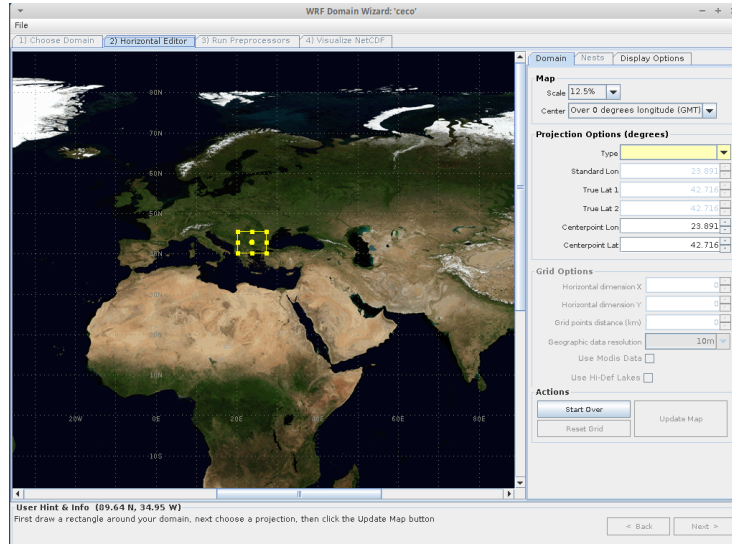 WRF Domain Wizard: 'ceco'
File
1) Choose Domain 2) Horizontal Editor 3) Run Preprocessors 4) Visualize NetCDF
Domain Nests Display Options
Map
Scale 12.5%
Center Over 0 degrees longitude (GMT)
Projection Options (degrees)
Type
Standard Lon 23.891
True Lat 1 42.716
True Lat 2 42.716
Centerpoint Lon 23.891
Centerpoint Lat 42.716
Grid Options
Horizontal dimension X 0
Horizontal dimension Y 0
Grid points distance (km) 0
Geographic data resolution 10m
Use Modis Data
Use Hi-Def Lakes
Actions
Start Over
Reset Grid
Update Map
80N
70N
60N
50N
40N
10N
20W 0E 20E 40E 60E 80E
10S
User Hint & Info (89.64 N, 34.95 W)
First draw a rectangle around your domain, next choose a projection, then click the Update Map button
< Back Next >